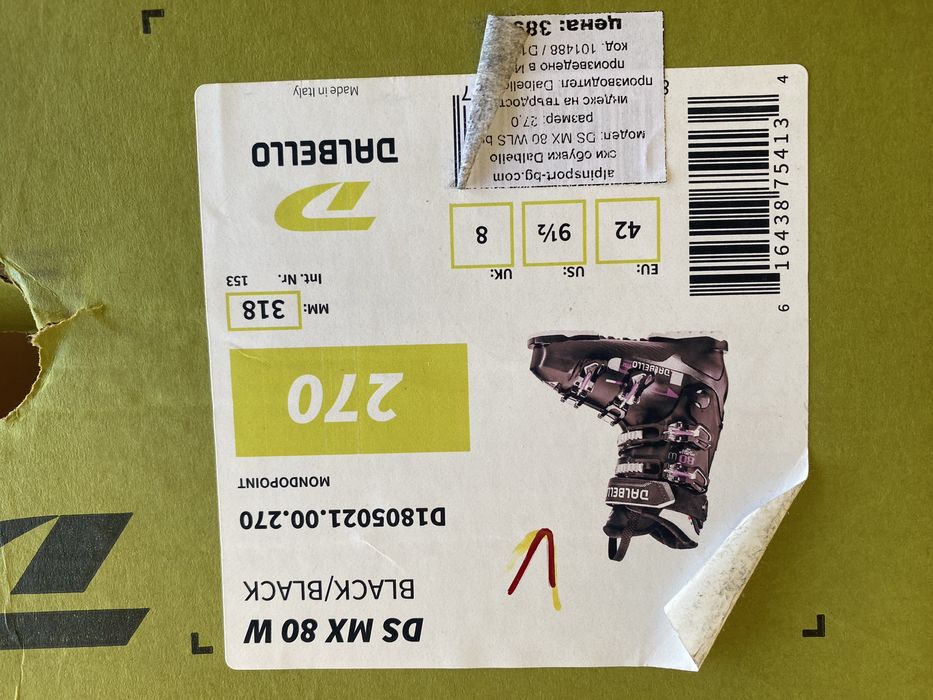 DS MX 80 W
BLACK/BLACK
D1805021.00.270
MONDOPOINT
270
MM: 318
Int. Nr. 153
DALBELLO
Made in Italy
DALBELLO
80 W
DALBELLO
EU: 42
US: 9½
UK: 8
6 16438 75413 4
alpinsport-bg.com
ски обувки Dalbello
модел: DS MX 80 WLS
размер: 27,0
индекс на твърдост
производител Dalbello
произведено в
код. 101488 / D1
цена: 389